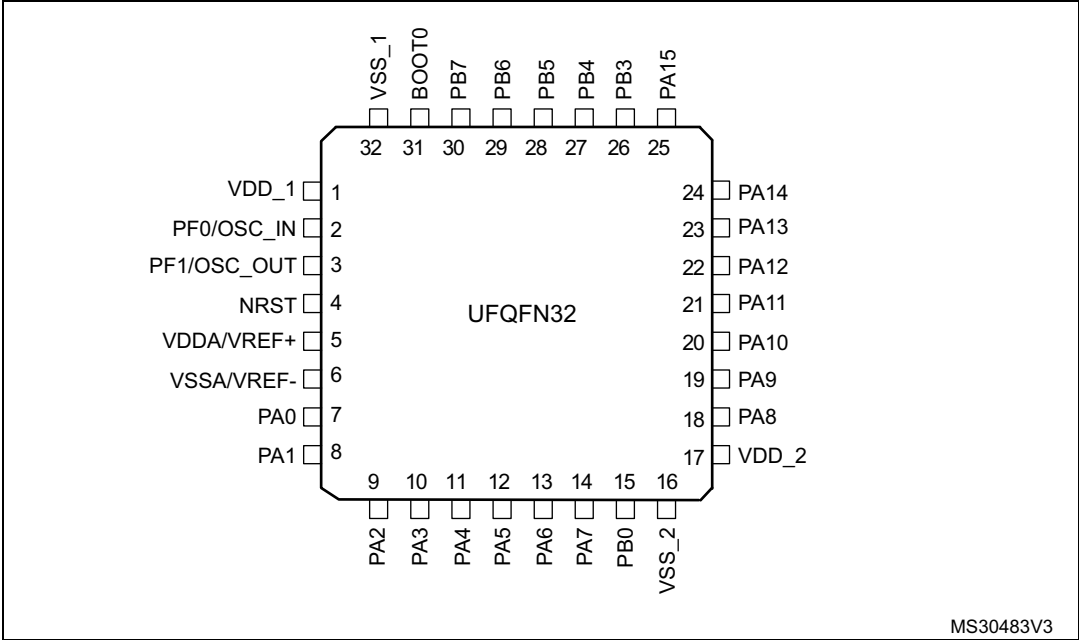 VSS_1
BOOT0
PB7
PB6
PB5
PB4
PB3
PA15
32 31 30 29 28 27 26 25
VDD_1 1
PF0/OSC_IN 2
PF1/OSC_OUT 3
NRST 4
VDDA/VREF+ 5
VSSA/VREF- 6
PA0 7
PA1 8
UFQFN32
24 PA14
23 PA13
22 PA12
21 PA11
20 PA10
19 PA9
18 PA8
17 VDD_2
9 10 11 12 13 14 15 16
PA2
PA3
PA4
PA5
PA6
PA7
PB0
VSS_2
MS30483V3